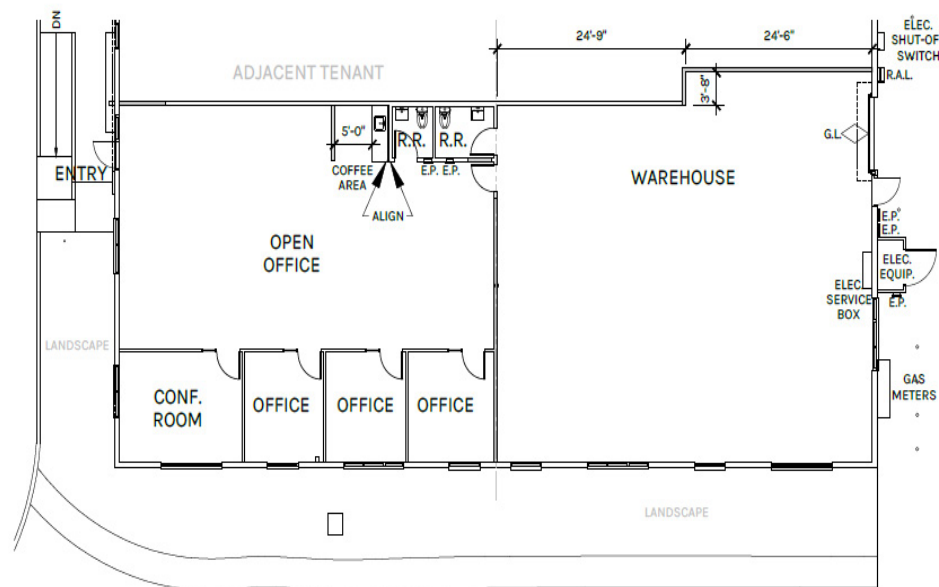 DN
24'-9"
24'-6"
ELEC.
SHUT-OFF
SWITCH
R.A.L.
ADJACENT TENANT
3'-8"
5'-0"
R.R.
R.R.
G.L.
ENTRY
COFFEE
AREA
E.P.
E.P.
WAREHOUSE
ALIGN
E.P.
E.P.
OPEN
OFFICE
ELEC.
EQUIP.
ELEC.
SERVICE
BOX
E.P.
LANDSCAPE
GAS
METERS
CONF.
ROOM
OFFICE
OFFICE
OFFICE
LANDSCAPE